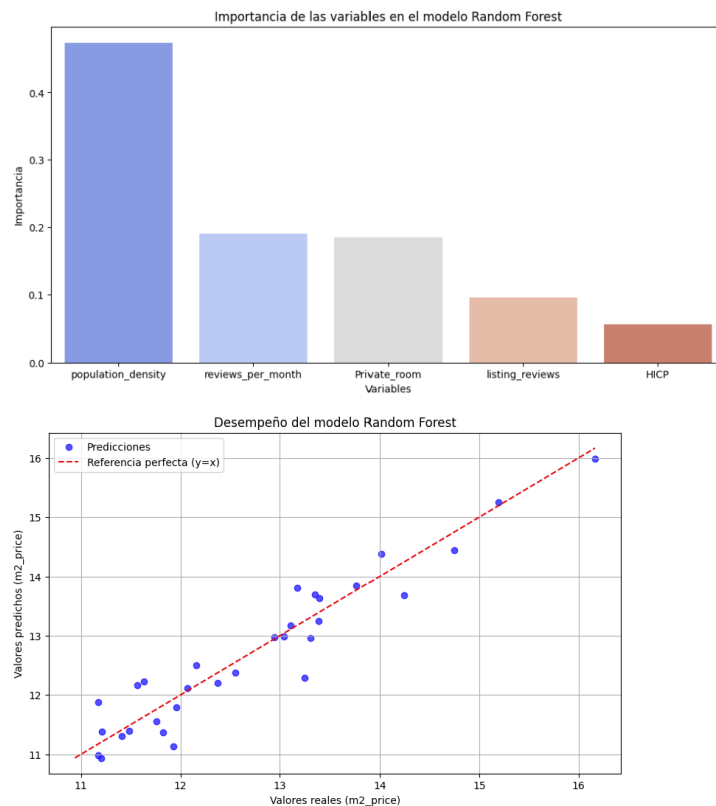 Importancia de las variables en el modelo Random Forest
Importancia
0.4
0.3
0.2
0.1
0.0
population_density reviews_per_month Private_room listing_reviews HICP
Variables
Desempeño del modelo Random Forest
Predicciones
Referencia perfecta (y=x)
Valores predichos (m2_price)
16
15
14
13
12
11
11 12 13 14 15 16
Valores reales (m2_price)